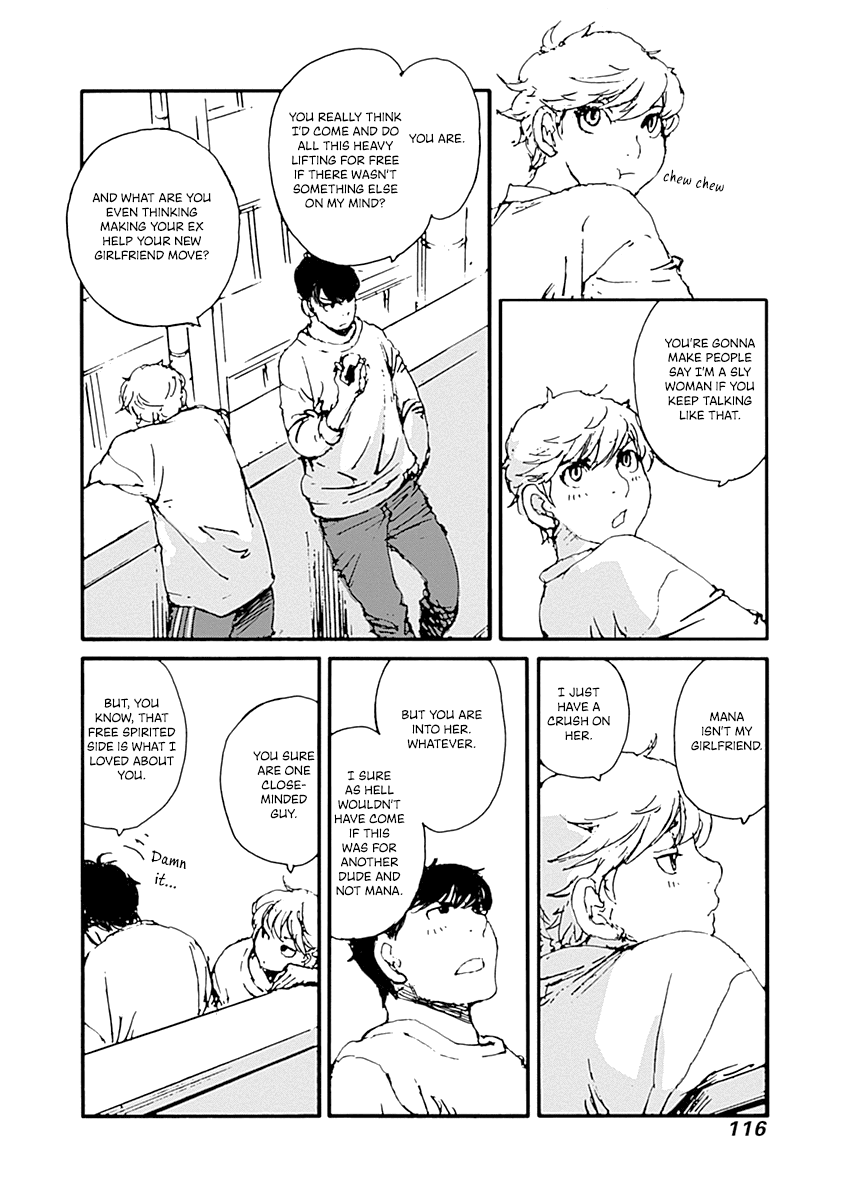 chew chew
YOU ARE.
YOU REALLY THINK
I'D COME AND DO
ALL THIS HEAVY
LIFTING FOR FREE
IF THERE WASN'T
SOMETHING ELSE
ON MY MIND?
AND WHAT ARE YOU
EVEN THINKING
MAKING YOUR EX
HELP YOUR NEW
GIRLFRIEND MOVE?
YOU'RE GONNA
MAKE PEOPLE
SAY I'M A SLY
WOMAN IF YOU
KEEP TALKING
LIKE THAT.
MANA
ISN'T MY
GIRLFRIEND.
I JUST
HAVE A
CRUSH ON
HER.
BUT YOU ARE
INTO HER.
WHATEVER.
I SURE
AS HELL
WOULDN'T
HAVE COME
IF THIS
WAS FOR
ANOTHER
DUDE AND
NOT MANA.
YOU SURE
ARE ONE
CLOSE-
MINDED
GUY.
BUT, YOU
KNOW, THAT
FREE SPIRITED
SIDE IS WHAT I
LOVED ABOUT
YOU.
Damn
it...
116